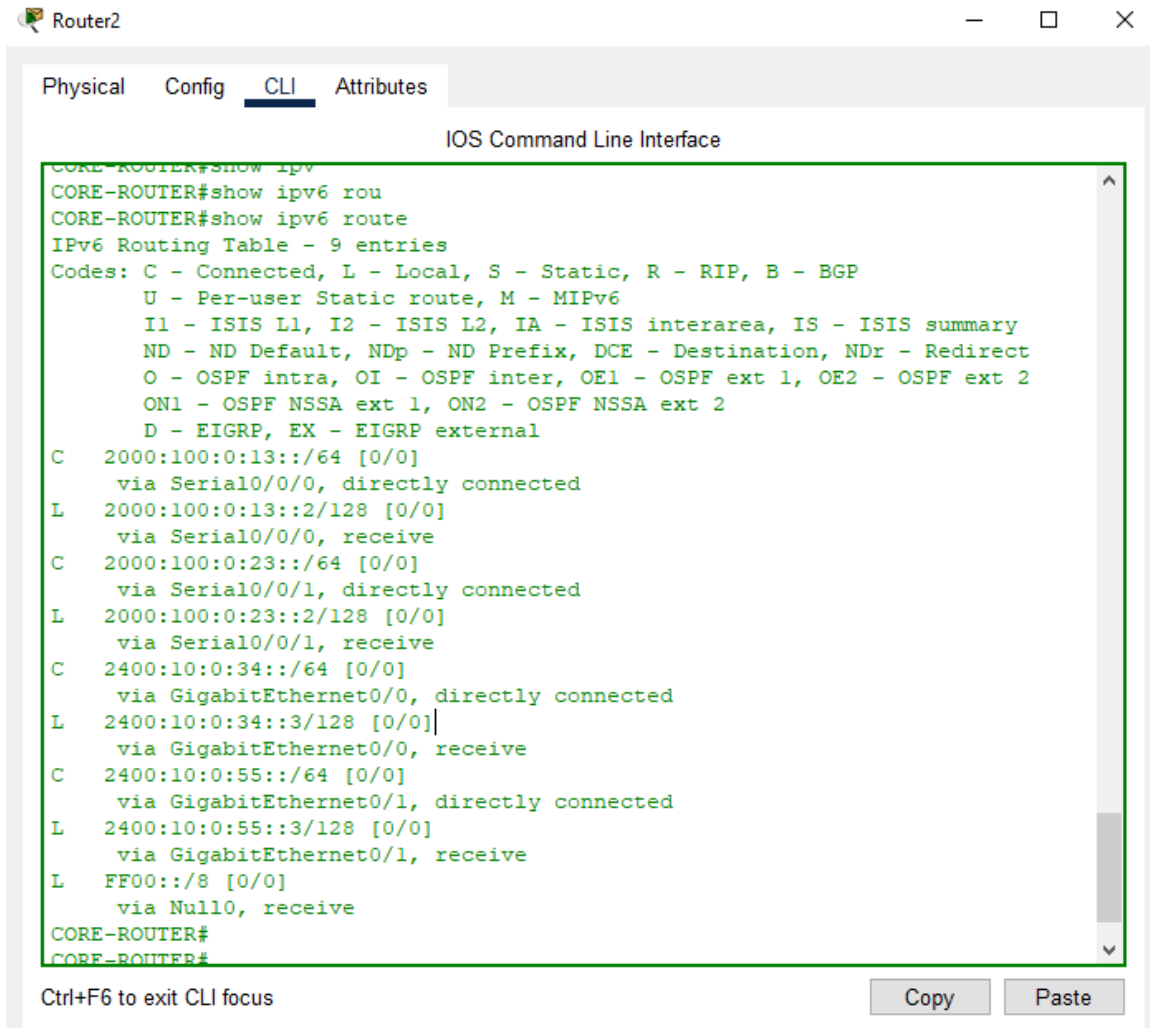 Router2
Physical Config CLI Attributes
IOS Command Line Interface
CORE-ROUTER#show ipv
CORE-ROUTER#show ipv6 rou
CORE-ROUTER#show ipv6 route
IPv6 Routing Table - 9 entries
Codes: C - Connected, L - Local, S - Static, R - RIP, B - BGP
U - Per-user Static route, M - MIPv6
I1 - ISIS L1, I2 - ISIS L2, IA - ISIS interarea, IS - ISIS summary
ND - ND Default, NDp - ND Prefix, DCE - Destination, NDr - Redirect
O - OSPF intra, OI - OSPF inter, OE1 - OSPF ext 1, OE2 - OSPF ext 2
ON1 - OSPF NSSA ext 1, ON2 - OSPF NSSA ext 2
D - EIGRP, EX - EIGRP external
C 2000:100:0:13::/64 [0/0]
via Serial0/0/0, directly connected
L 2000:100:0:13::2/128 [0/0]
via Serial0/0/0, receive
C 2000:100:0:23::/64 [0/0]
via Serial0/0/1, directly connected
L 2000:100:0:23::2/128 [0/0]
via Serial0/0/1, receive
C 2400:10:0:34::/64 [0/0]
via GigabitEthernet0/0, directly connected
L 2400:10:0:34::3/128 [0/0]
via GigabitEthernet0/0, receive
C 2400:10:0:55::/64 [0/0]
via GigabitEthernet0/1, directly connected
L 2400:10:0:55::3/128 [0/0]
via GigabitEthernet0/1, receive
L FF00::/8 [0/0]
via Null0, receive
CORE-ROUTER#
CORE-ROUTER#
Ctrl+F6 to exit CLI focus
Copy Paste